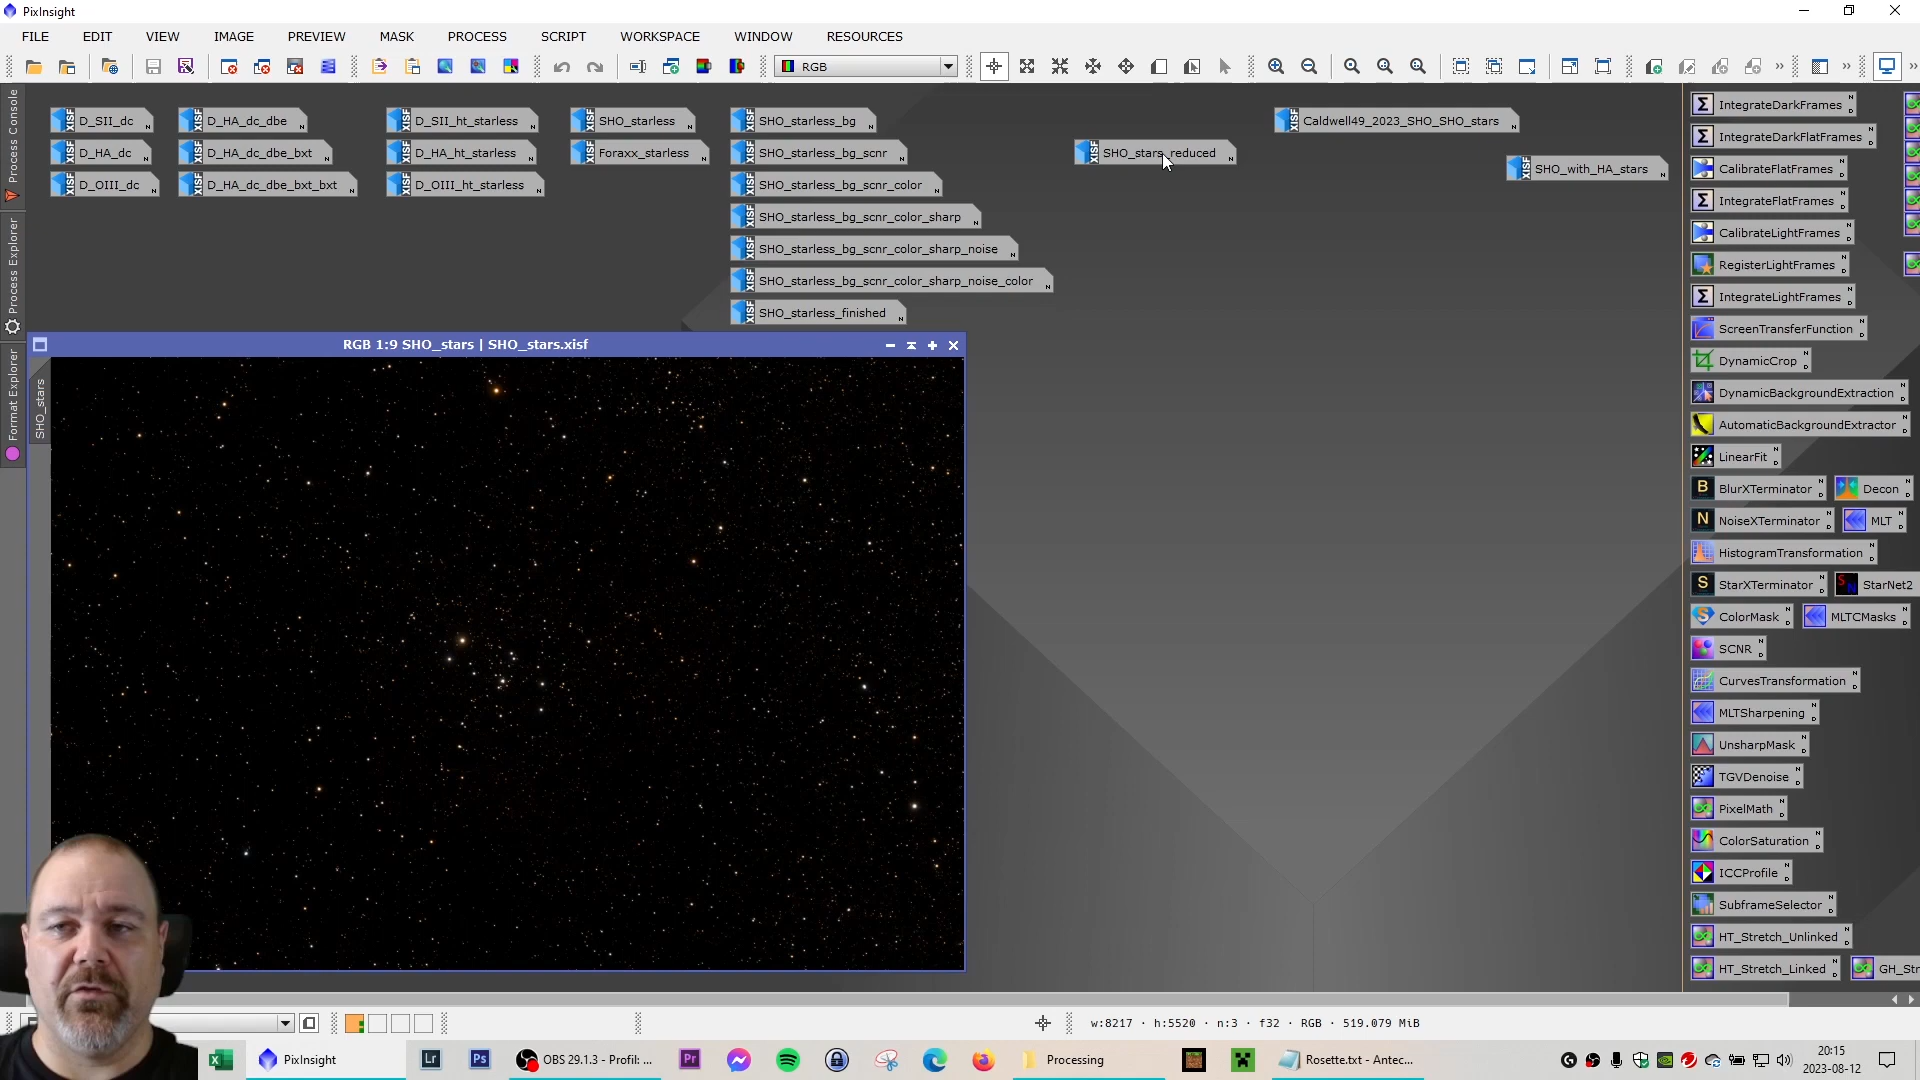 PixInsight
FILE EDIT VIEW IMAGE PREVIEW MASK PROCESS SCRIPT WORKSPACE WINDOW RESOURCES
RGB
Process Console
Process Explorer
Format Explorer
D_SII_dc
D_HA_dc
D_OIII_dc
D_HA_dc_dbe
D_HA_dc_dbe_bxt
D_HA_dc_dbe_bxt_bxt
D_SII_ht_starless
D_HA_ht_starless
D_OIII_ht_starless
SHO_starless
Foraxx_starless
SHO_starless_bg
SHO_starless_bg_scnr
SHO_starless_bg_scnr_color
SHO_starless_bg_scnr_color_sharp
SHO_starless_bg_scnr_color_sharp_noise
SHO_starless_bg_scnr_color_sharp_noise_color
SHO_starless_finished
SHO_stars_reduced
Caldwell49_2023_SHO_SHO_stars
SHO_with_HA_stars
RGB 1:9 SHO_stars | SHO_stars.xisf
SHO_stars
IntegrateDarkFrames
IntegrateDarkFlatFrames
CalibrateFlatFrames
IntegrateFlatFrames
CalibrateLightFrames
RegisterLightFrames
IntegrateLightFrames
ScreenTransferFunction
DynamicCrop
DynamicBackgroundExtraction
AutomaticBackgroundExtractor
LinearFit
BlurXTerminator Decon
NoiseXTerminator MLT
HistogramTransformation
StarXTerminator StarNet2
ColorMask MLTCMasks
SCNR
CurvesTransformation
MLTSharpening
UnsharpMask
TGVDenoise
PixelMath
ColorSaturation
ICCProfile
SubframeSelector
HT_Stretch_Unlinked
HT_Stretch_Linked GH_Str
w:8217 · h:5520 · n:3 · f32 · RGB · 519.079 MiB
PixInsight
Lr
Ps
OBS 29.1.3 - Profil: ...
Pr
Processing
Rosette.txt - Antec...
20:15
2023-08-12